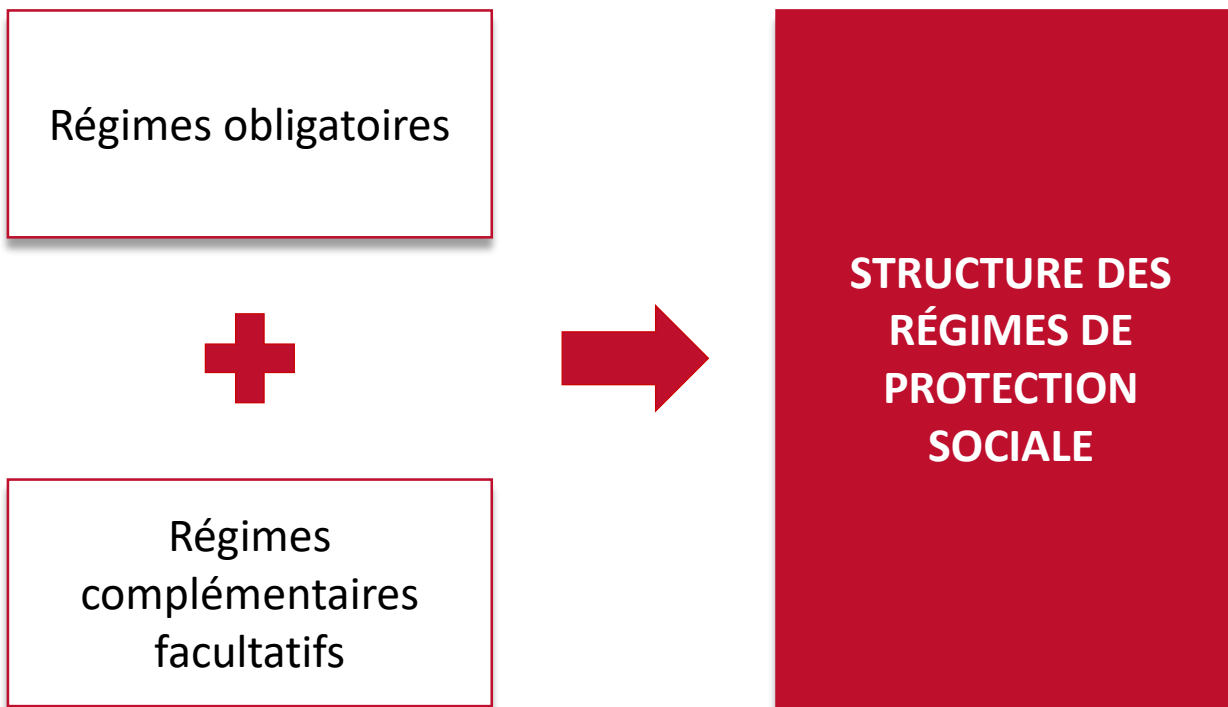 Régimes obligatoires
Régimes
complémentaires
facultatifs
STRUCTURE DES
RÉGIMES DE
PROTECTION
SOCIALE